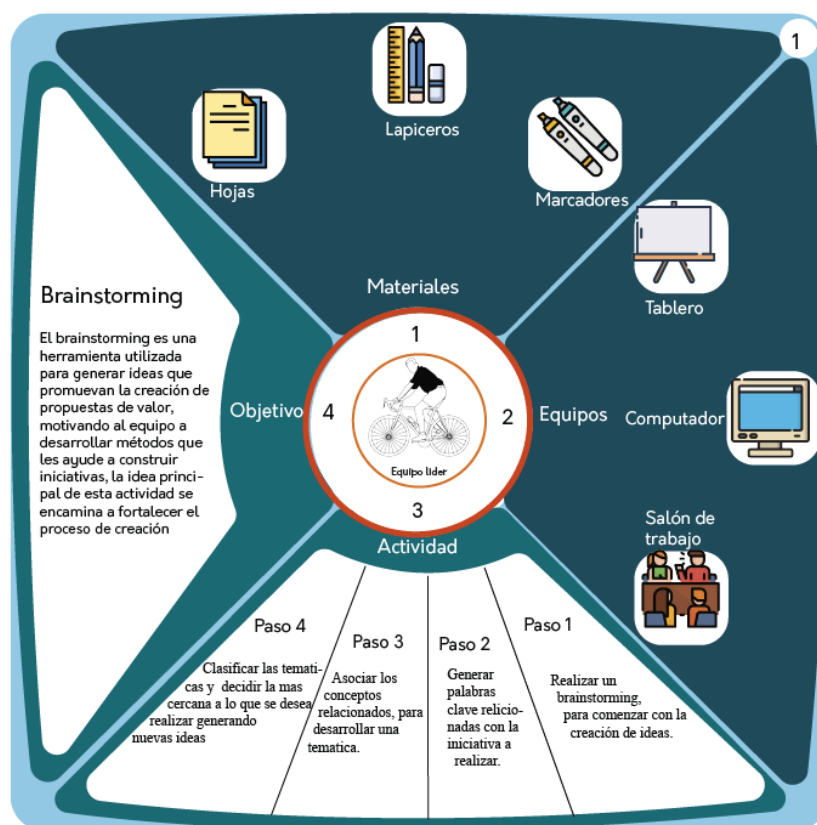 1
Lapiceros
Hojas
Marcadores
Tablero
Materiales
1
Equipos
2
Computador
Salón de
trabajo
Equipo lider
3
Actividad
Paso 1
Realizar un
brainstorming,
para comenzar con la
creación de ideas.
Paso 2
Generar
palabras
clave relicio-
nadas con la
iniciativa a
realizar.
Paso 3
Asociar los
conceptos
relacionados, para
desarrollar una
tematica.
Paso 4
Clasificar las temati-
cas y decidir la mas
cercana a lo que se desea
realizar generando
nuevas ideas
Objetivo
4
Brainstorming
El brainstorming es una
herramienta utilizada
para generar ideas que
promuevan la creación de
propuestas de valor,
motivando al equipo a
desarrollar métodos que
les ayude a construir
iniciativas, la idea princi-
pal de esta actividad se
encamina a fortalecer el
proceso de creación